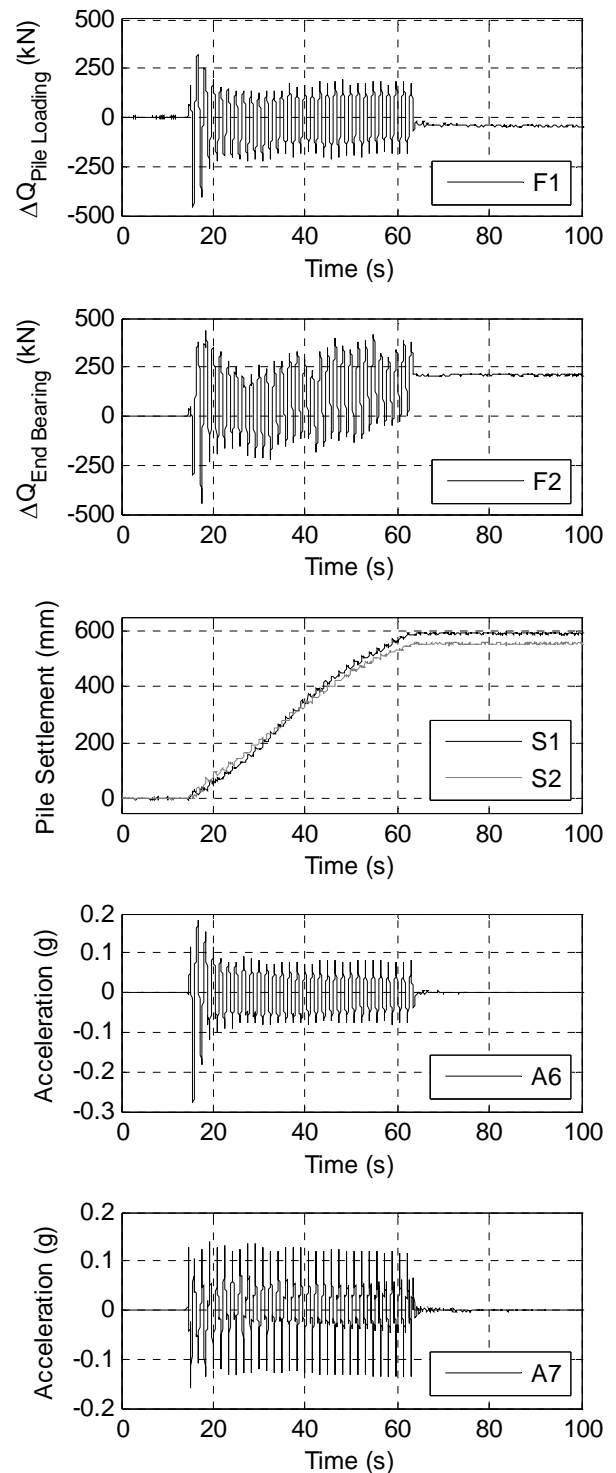 500
250
0
-250
-500
ΔQ Pile Loading (kN)
F1
0 20 40 60 80 100
Time (s)
500
250
0
-250
-500
ΔQ End Bearing (kN)
F2
0 20 40 60 80 100
Time (s)
600
400
200
0
Pile Settlement (mm)
S1
S2
0 20 40 60 80 100
Time (s)
0.2
0.1
0
-0.1
-0.2
-0.3
Acceleration (g)
A6
0 20 40 60 80 100
Time (s)
0.2
0.1
0
-0.1
-0.2
Acceleration (g)
A7
0 20 40 60 80 100
Time (s)